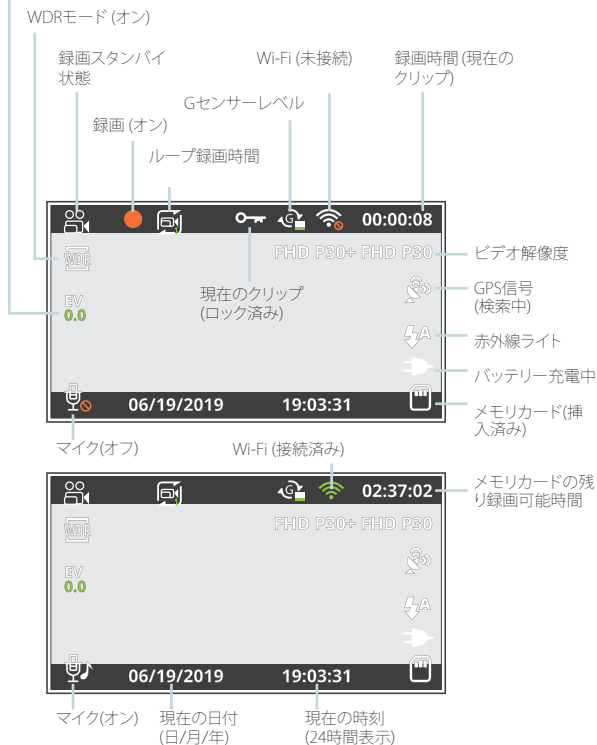 WDRモード (オン)
録画スタンバイ
状態
Wi-Fi (未接続)
録画時間 (現在の
クリップ)
Gセンサーレベル
録画 (オン)
ループ録画時間
G
00:00:08
WDR
FHD P30+ FHD P30
ビデオ解像度
EV
0.0
現在のクリップ
(ロック済み)
GPS信号
(検索中)
A
赤外線ライト
バッテリー充電中
06/19/2019
19:03:31
メモリカード(挿
入済み)
マイク(オフ)
Wi-Fi (接続済み)
G
02:37:02
メモリカードの残
り録画可能時間
WDR
FHD P30+ FHD P30
EV
0.0
A
06/19/2019
19:03:31
マイク(オン)
現在の日付
(日/月/年)
現在の時刻
(24時間表示)